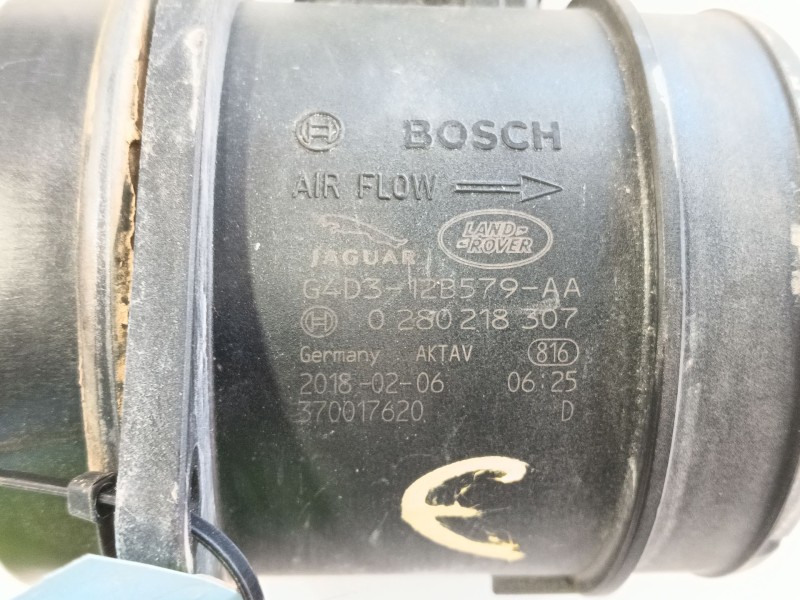 BOSCH
AIR FLOW
JAGUAR LAND-
-ROVER
G4D3-12B579-AA
0 280 218 307
Germany AKTAV 816
2018-02-06 06:25
370017620 D
E